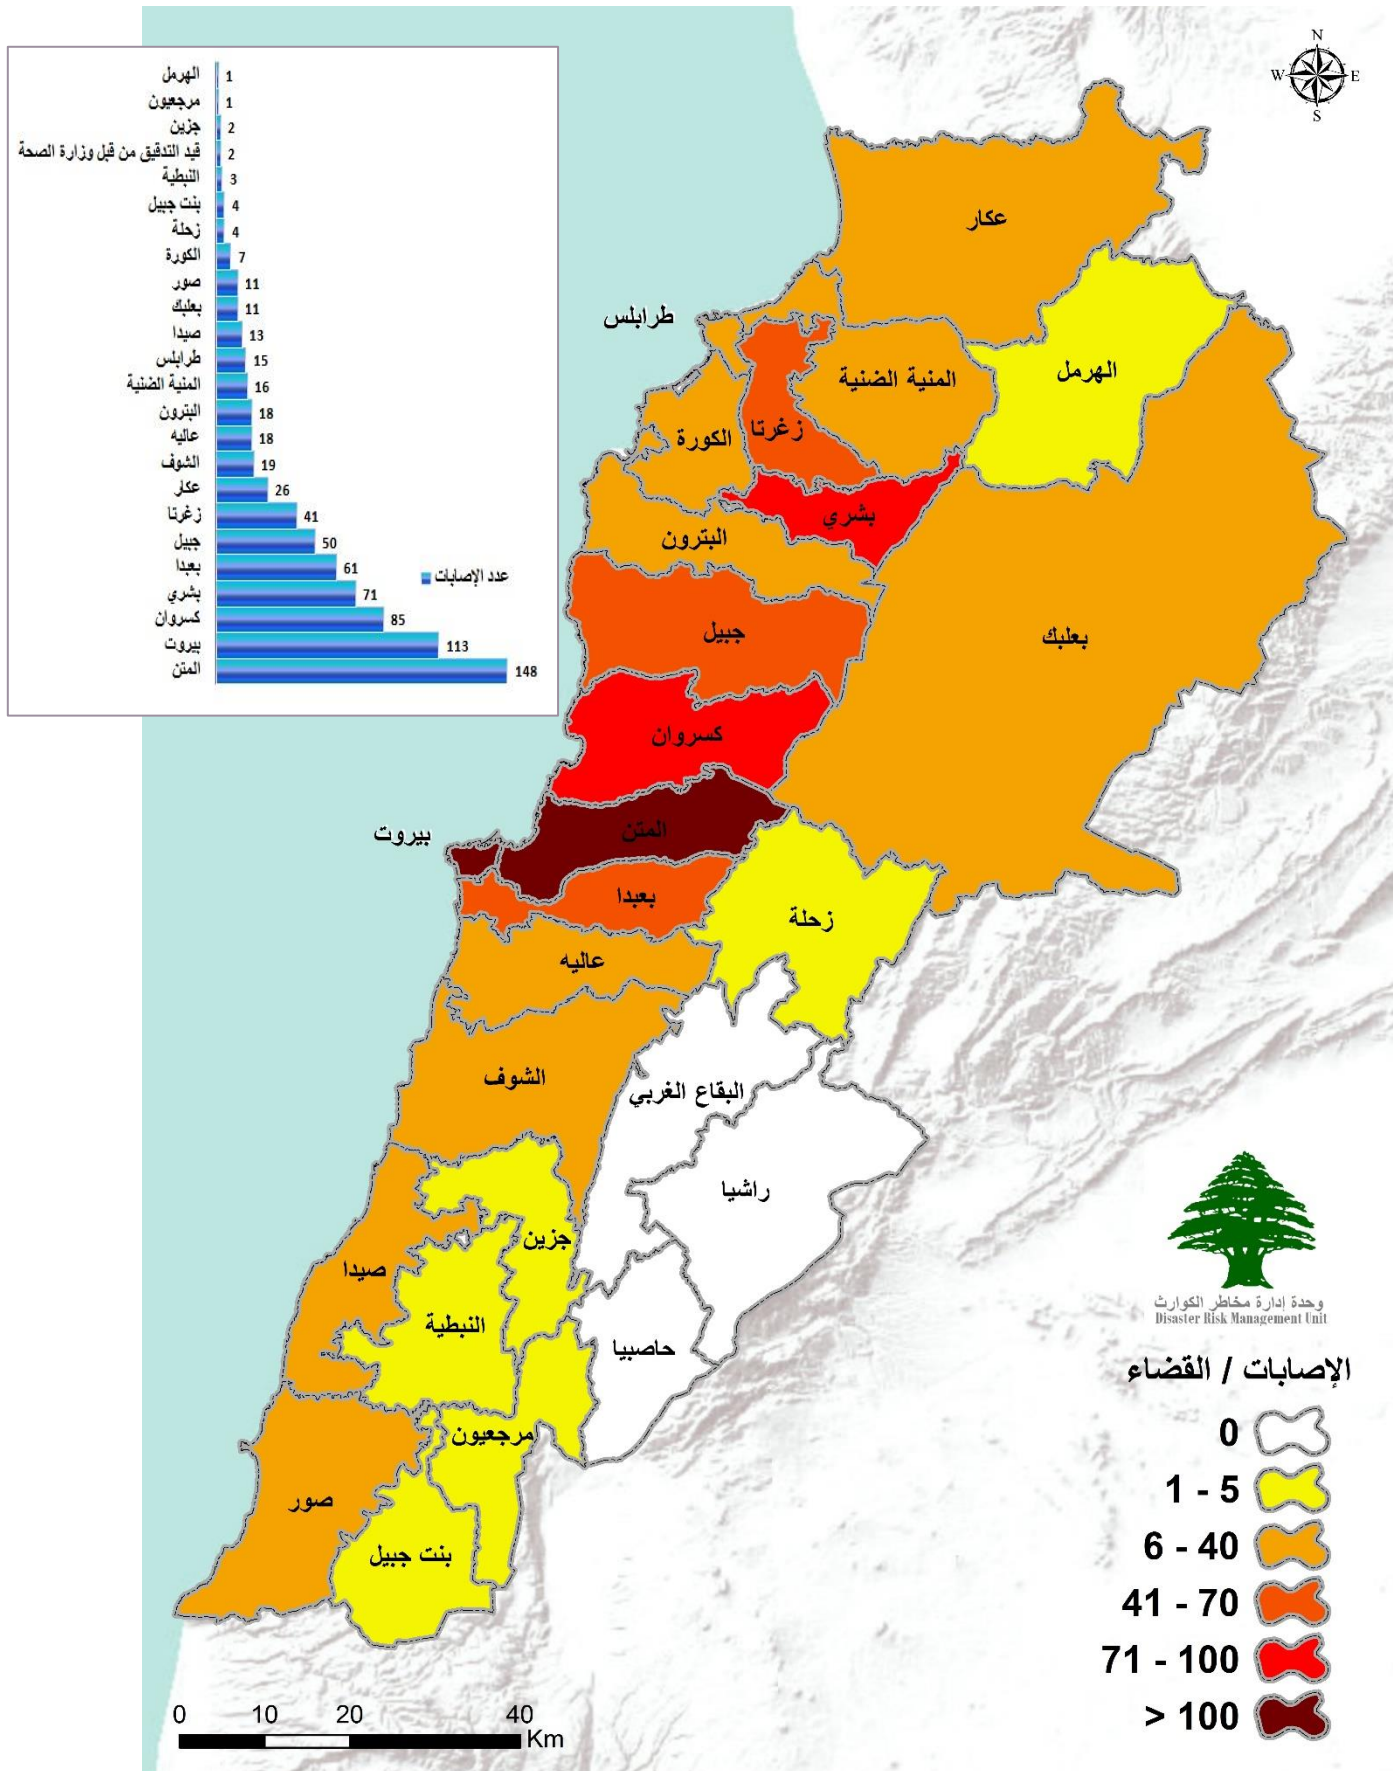 N
W E
S
الهرمل 1
مرجعيون 1
جزين 2
قيد التدقيق من قبل وزارة الصحة 2
النبطية 3
بنت جبيل 4
زحلة 4
الكورة 7
صور 11
بعلبك 11
صيدا 13
طرابلس 15
المنية الضنية 16
البترون 18
عاليه 18
الشوف 19
عكار 26
زغرتا 41
جبيل 50
بعبدا 61
بشري 71
كسروان 85
بيروت 113
المتن 148
عدد الإصابات
عكار
طرابلس
الهرمل
المنية الضنية
زغرتا
الكورة
بشري
البترون
جبيل
بعلبك
كسروان
المتن
بيروت
بعبدا
زحلة
عاليه
الشوف
البقاع الغربي
راشيا
جزين
صيدا
النبطية
حاصبيا
مرجعيون
صور
بنت جبيل
وحدة إدارة مخاطر الكوارث
Disaster Risk Management Unit
الإصابات / القضاء
0
1 - 5
6 - 40
41 - 70
71 - 100
> 100
0 10 20 40
Km